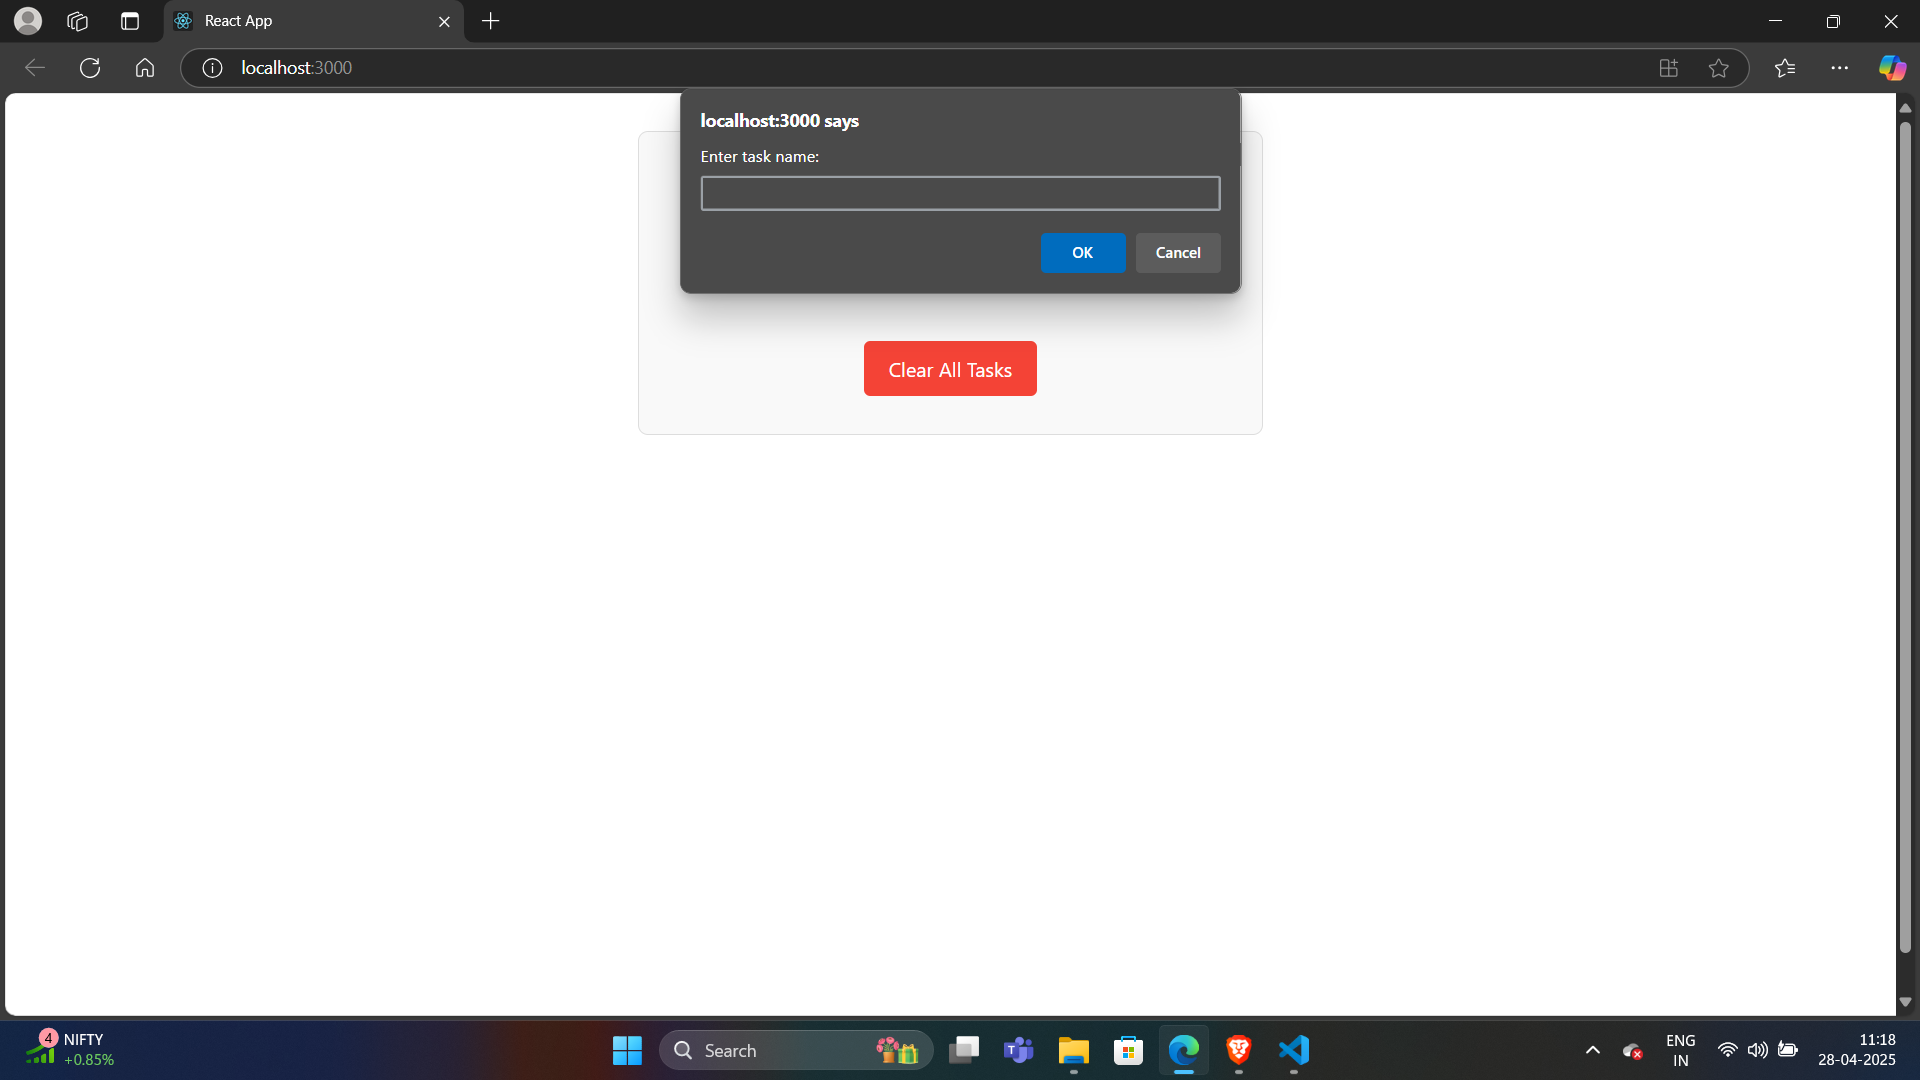 React App
localhost:3000
localhost:3000 says
Enter task name:
OK
Cancel
Clear All Tasks
4
NIFTY
+0.85%
Search
T
ENG
IN
11:18
28-04-2025